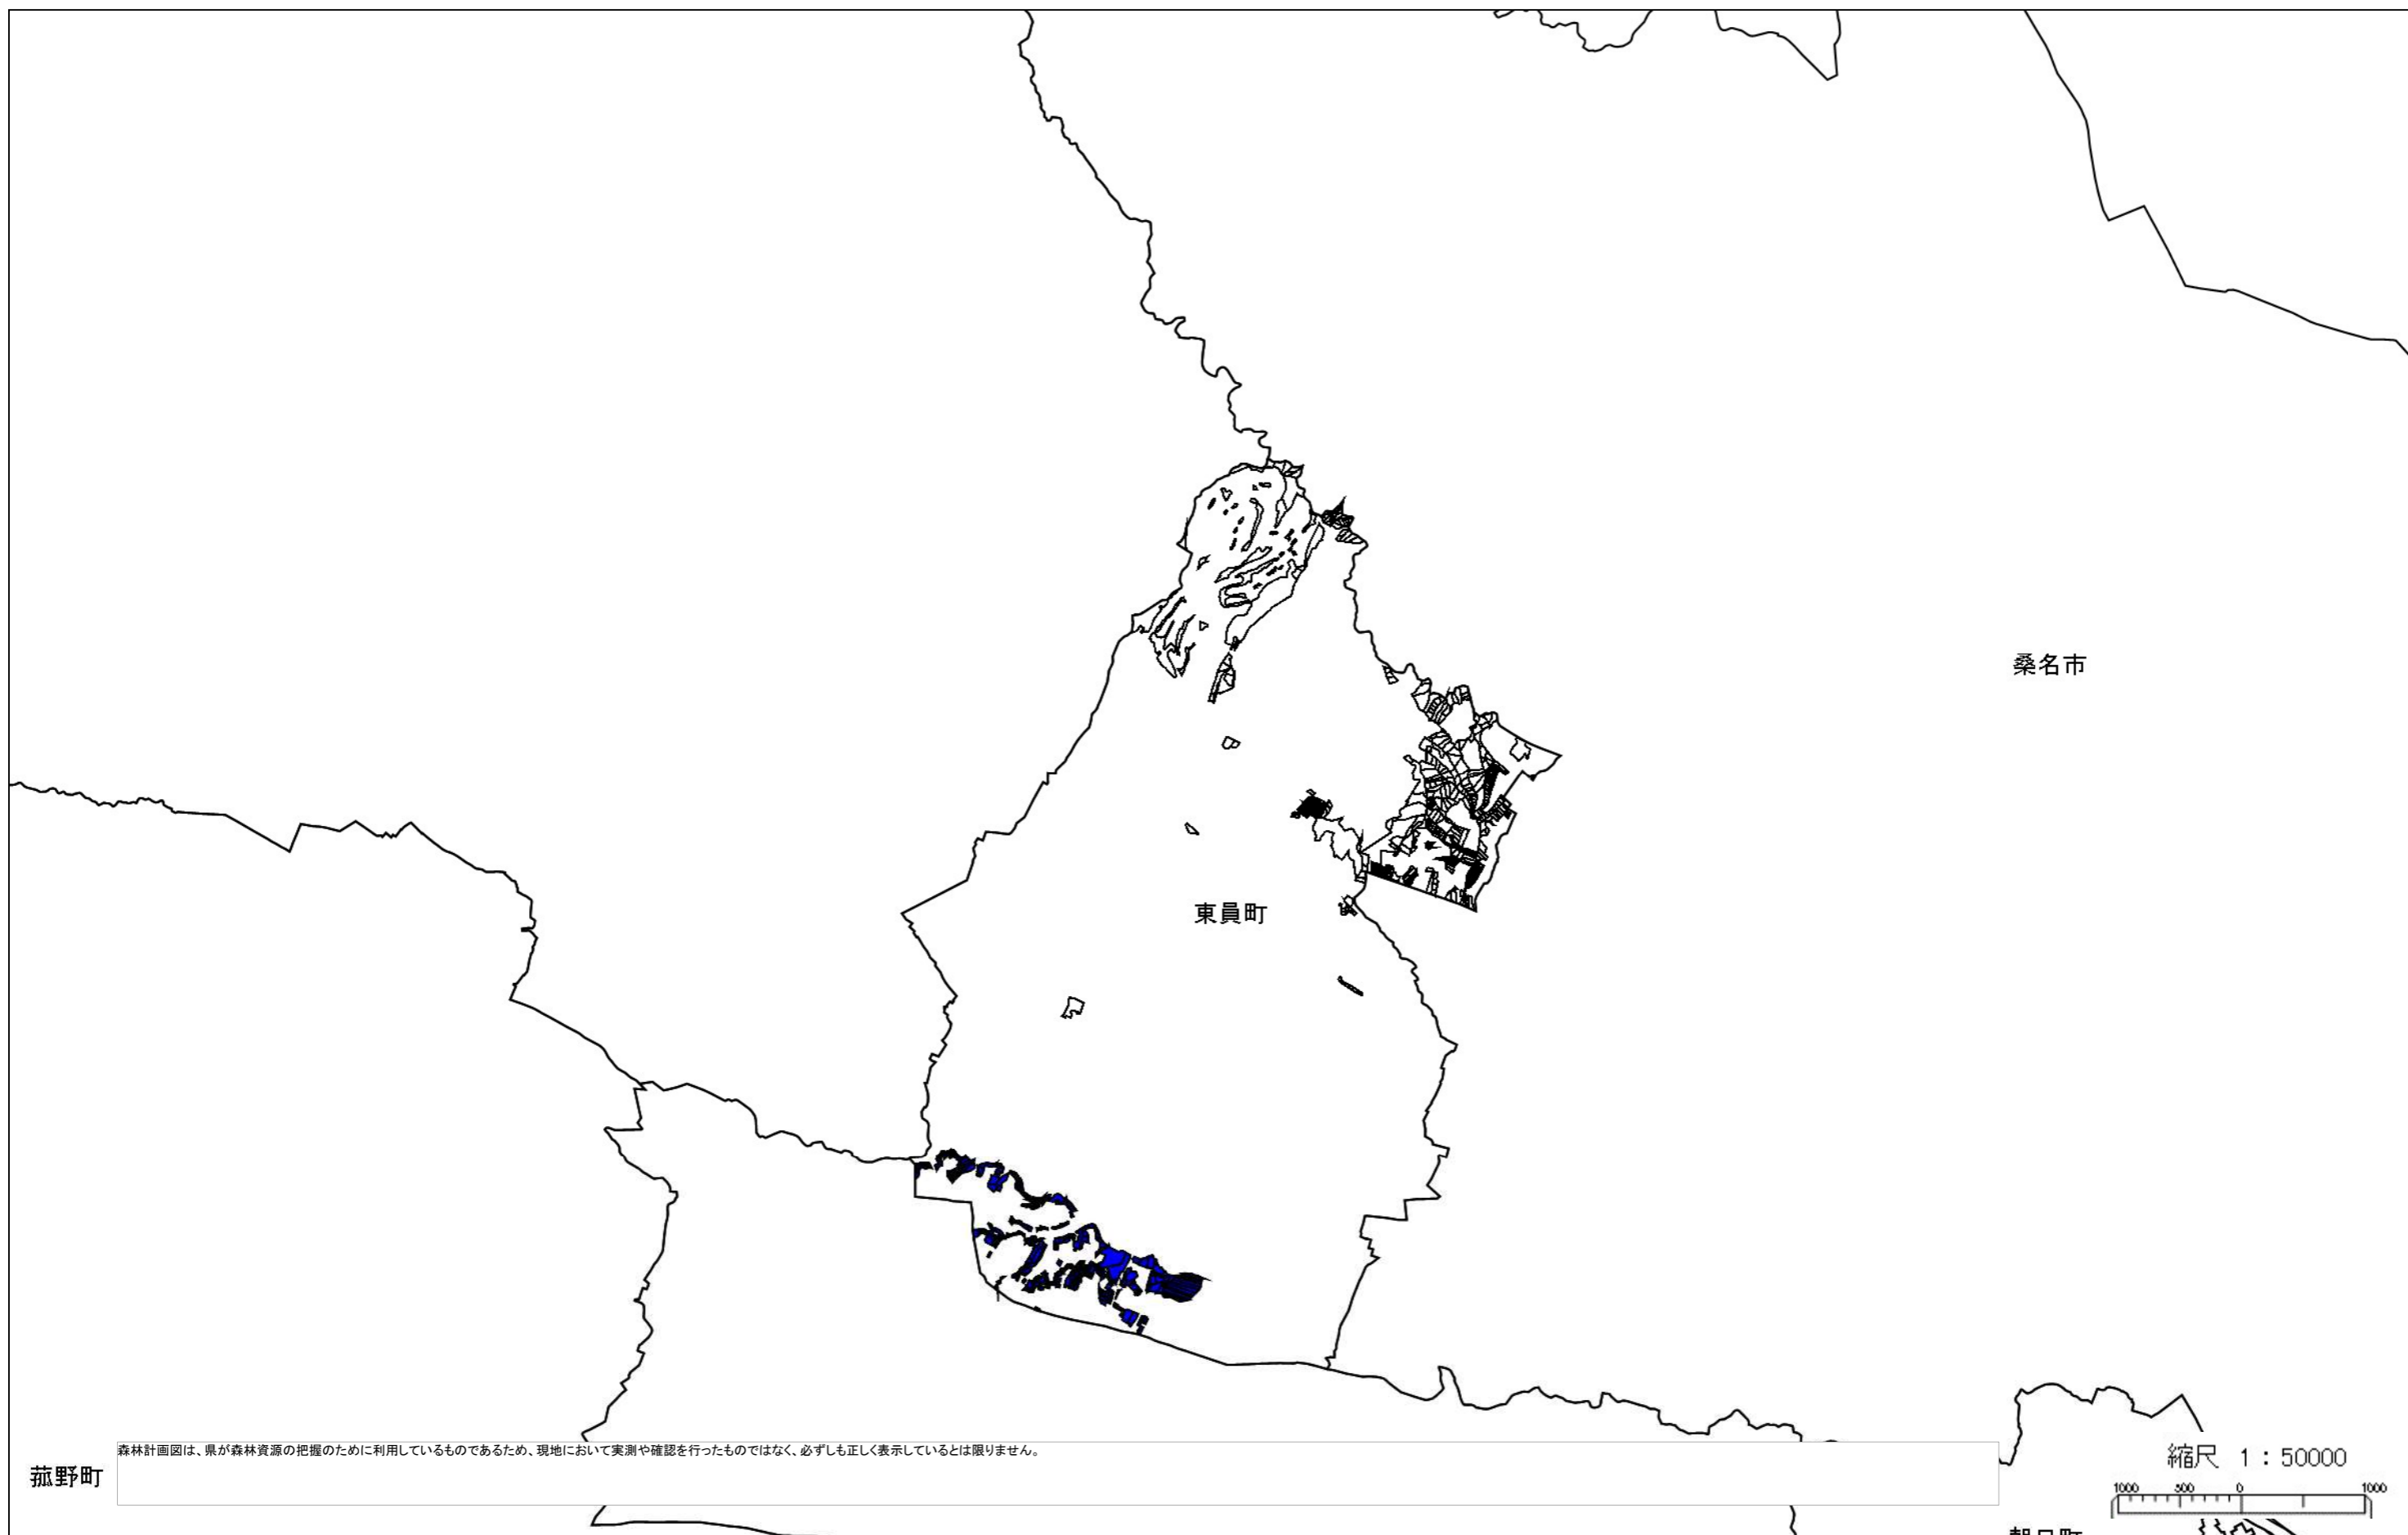 桑名市
東員町
森林計画図は、県が森林資源の把握のために利用しているものであるため、現地において実測や確認を行ったものではなく、必ずしも正しく表示しているとは限りません。
菰野町
縮尺 1：50000
1000 500 0 1000